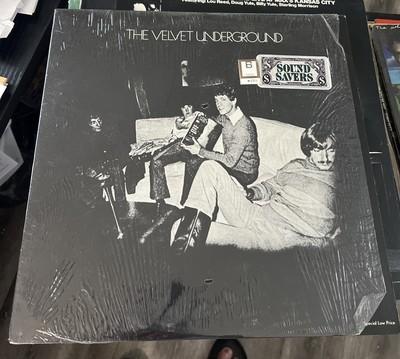 MAX'S KANSAS CITY
Featuring: Lou Reed, Doug Yule, Billy Yule, Sterling Morrison
THE VELVET UNDERGROUND
B
SOUND
SAVERS
Special Low Price